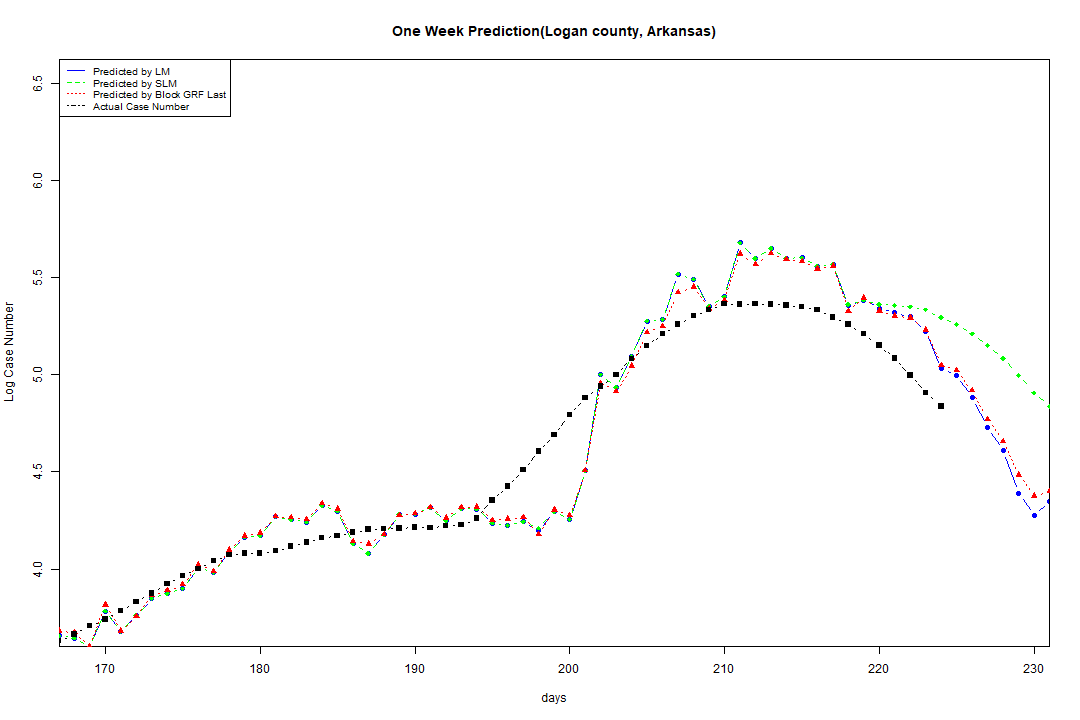 One Week Prediction(Logan county, Arkansas)
Predicted by LM
Predicted by SLM
Predicted by Block GRF Last
Actual Case Number
6.5
6.0
5.5
5.0
4.5
4.0
Log Case Number
170 180 190 200 210 220 230
days